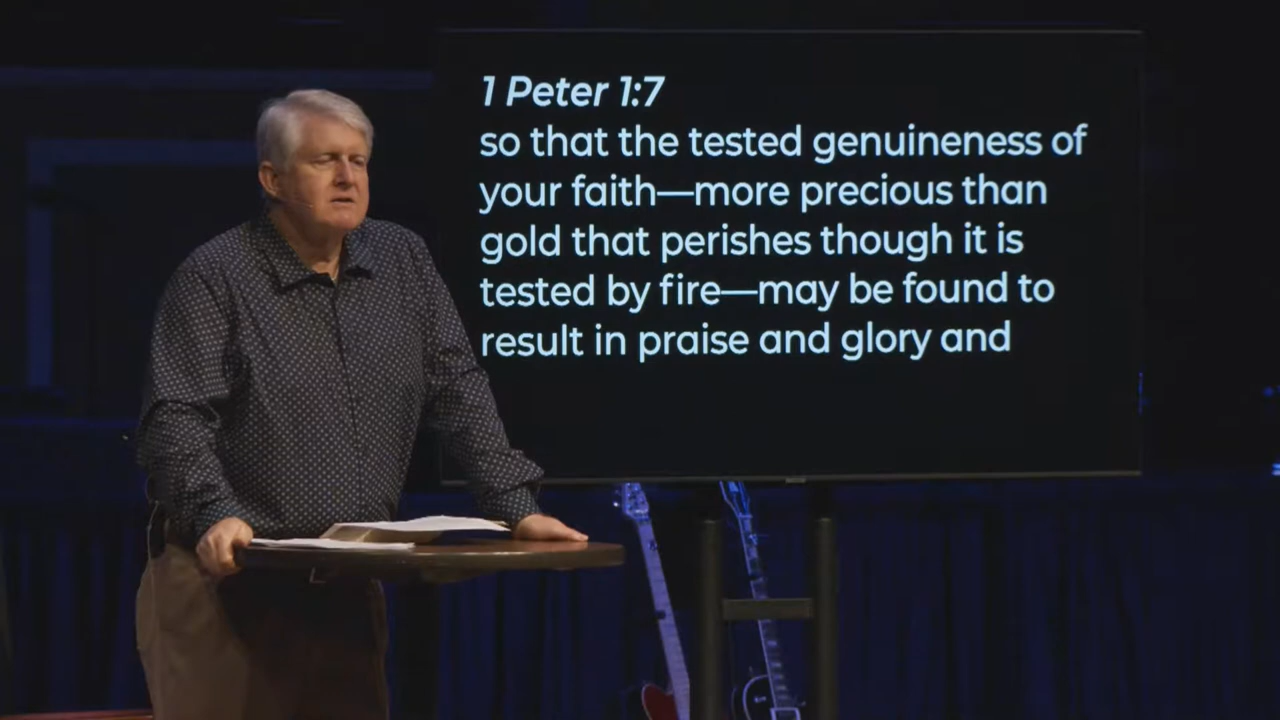 1 Peter 1:7
so that the tested genuineness of
your faith—more precious than
gold that perishes though it is
tested by fire—may be found to
result in praise and glory and